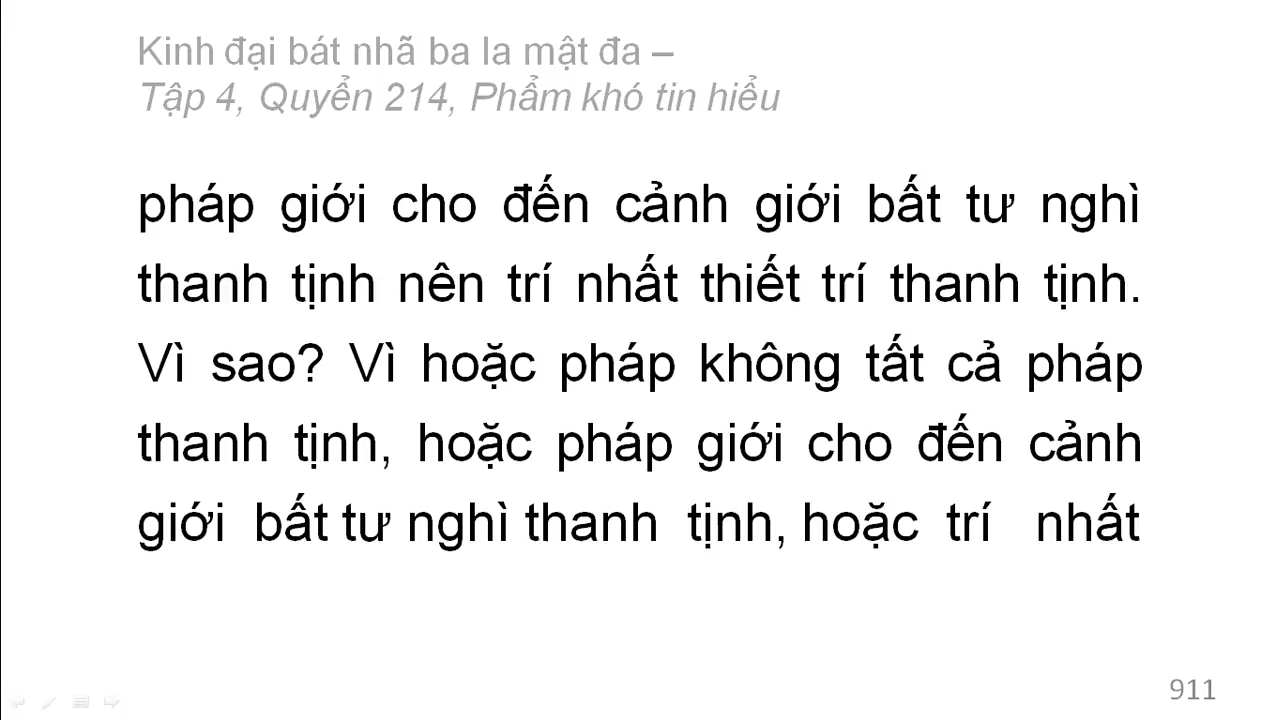 Kinh đại bát nhã ba la mật đa –
Tập 4, Quyển 214, Phẩm khó tin hiểu
pháp giới cho đến cảnh giới bất tư nghì
thanh tịnh nên trí nhất thiết trí thanh tịnh.
Vì sao? Vì hoặc pháp không tất cả pháp
thanh tịnh, hoặc pháp giới cho đến cảnh
giới bất tư nghì thanh tịnh, hoặc trí nhất
911